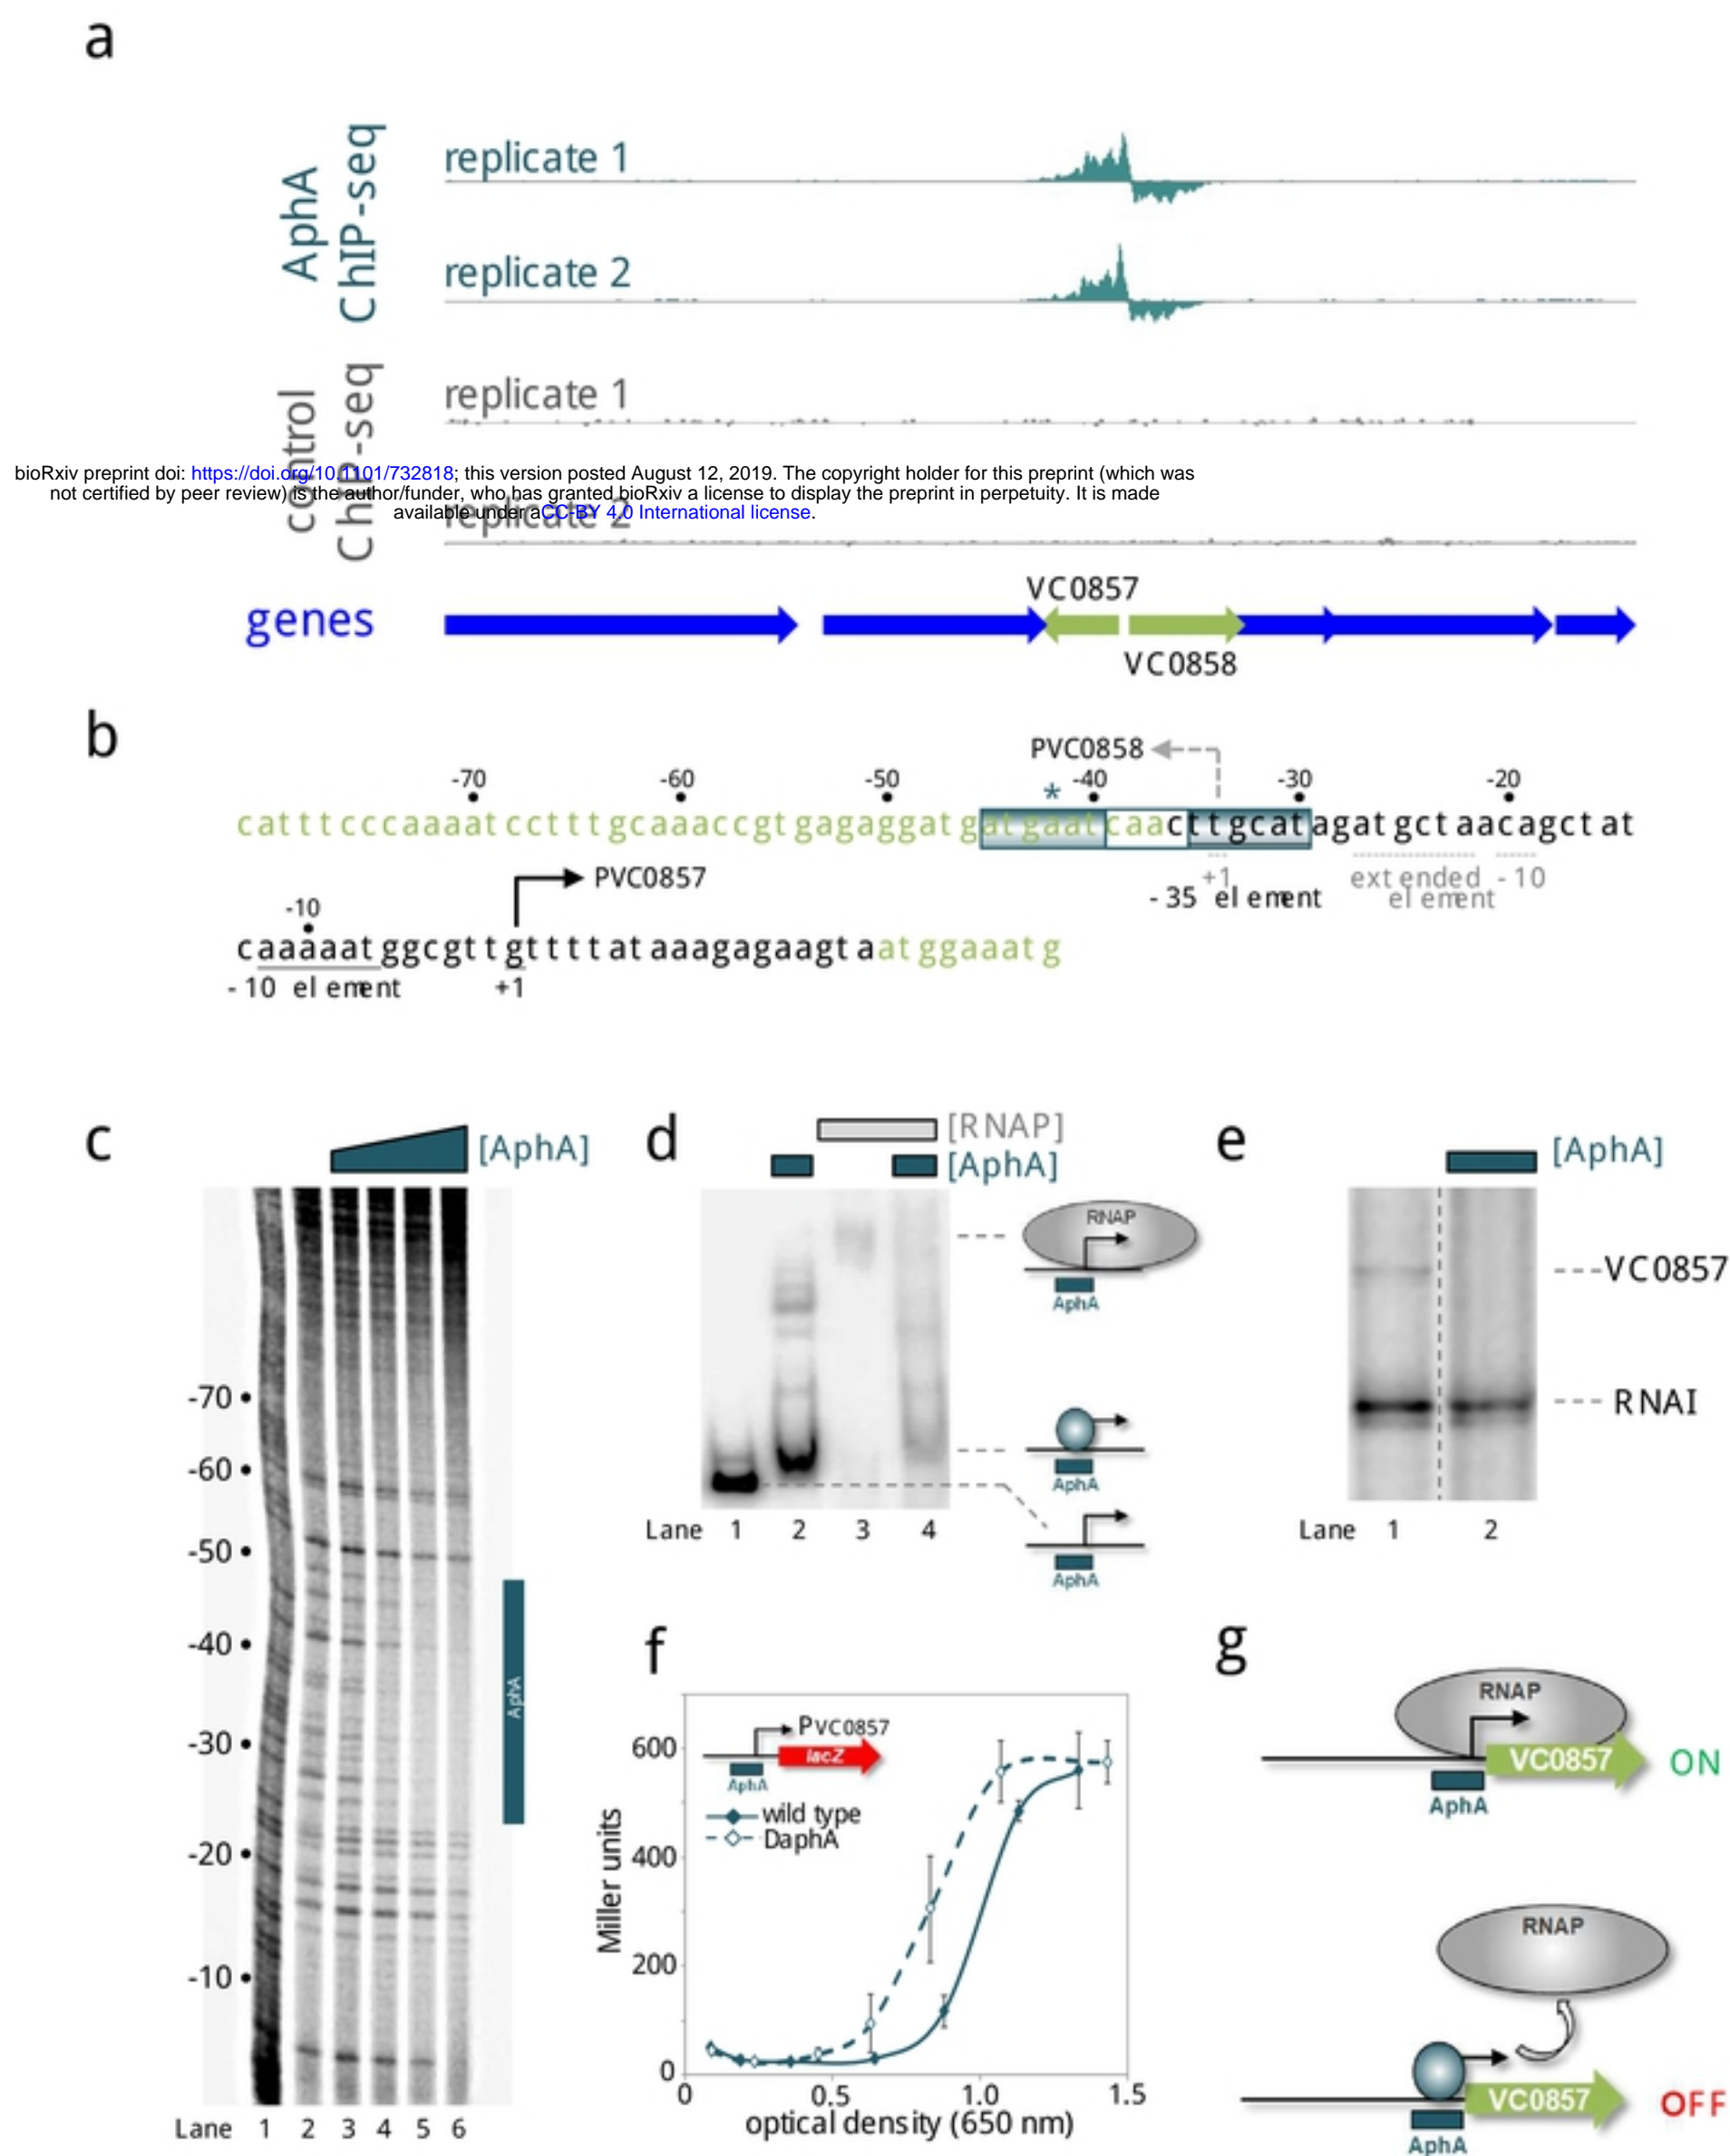 a
AphA
ChIP-seq
replicate 1
replicate 2
control
ChIP-seq
replicate 1
bioRxiv preprint doi: https://doi.org/10.1101/732818; this version posted August 12, 2019. The copyright holder for this preprint (which was
not certified by peer review) is the author/funder, who has granted bioRxiv a license to display the preprint in perpetuity. It is made
available under aCC-BY 4.0 International license.
replicate 2
VC0857
genes
VC0858
b
PVC0858
-70 -60 -50 * -40 -30 -20
catttcccaaaatcctttgcaaaccgtgagaggatgatgaatcaacttgcatagatgctaacagctat
+1 extended -10
-35 element element
PVC0857
-10
caaaaatggcgttgttttataaagagaagtaatggaaatg
-10 element +1
c
[AphA]
-70
-60
-50
-40
-30
-20
-10
AphA
Lane 1 2 3 4 5 6
d
[RNAP]
[AphA]
RNAP
AphA
AphA
AphA
Lane 1 2 3 4
e
[AphA]
VC0857
RNAI
Lane 1 2
f
PVC0857
lacZ
AphA
wild type
DaphA
Miller units
600
400
200
0
0 0.5 1.0 1.5
optical density (650 nm)
g
RNAP
VC0857 ON
AphA
RNAP
VC0857 OFF
AphA